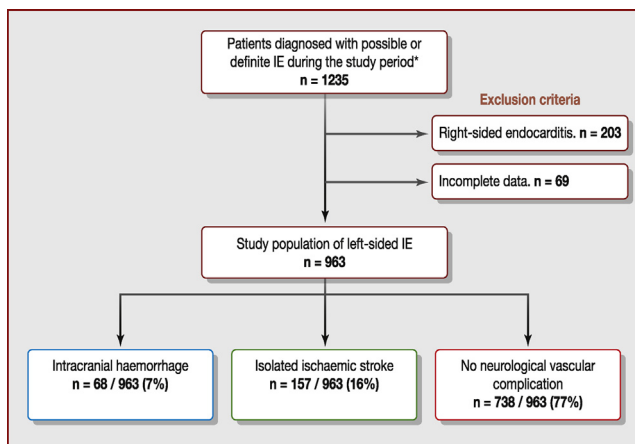 Patients diagnosed with possible or
definite IE during the study period*
n = 1235
Exclusion criteria
Right-sided endocarditis. n = 203
Incomplete data. n = 69
Study population of left-sided IE
n = 963
Intracranial haemorrhage
n = 68 / 963 (7%)
Isolated ischaemic stroke
n = 157 / 963 (16%)
No neurological vascular
complication
n = 738 / 963 (77%)